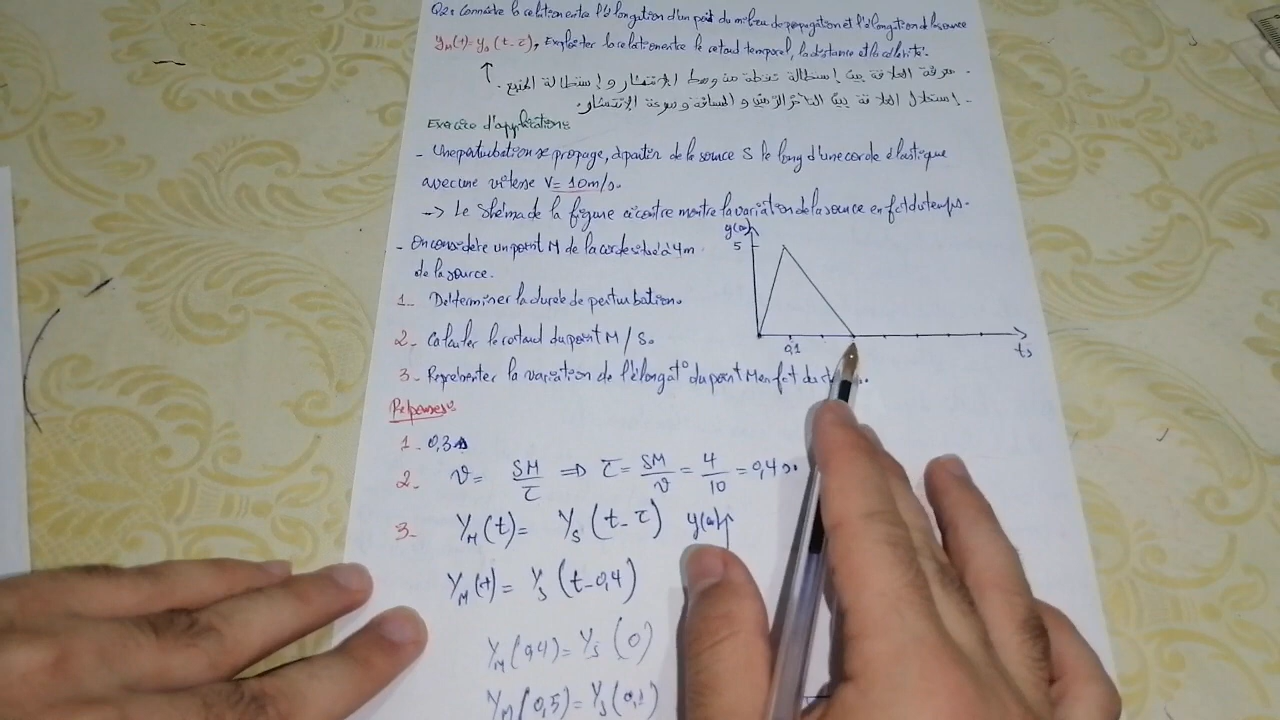 Q2: Connaitre la relation entre l'élongation d'un point du milieu de propagation et l'élongation de la source
yM(t)=ys(t-τ), Exploiter la relation entre le retard temporel, la distance et la célérité.
- معرفة العلاقة بين استطالة نقطة من وسط الانتشار و استطالة المنبع.
- استغلال العلاقة بين التأخر الزمني و المسافة و سرعة الانتشار.
Exercice d'application:
- Une perturbation se propage, à partir de la source S le long d'une corde élastique
avec une vitesse V= 10m/s.
-> Le Shéma de la figure ci contre montre la variation de la source en fct du temps.
- On considère un point M de la corde situé à 4m
de la source.
1- Déterminer la durée de perturbation.
2- Calculer le retard du point M/S.
3- Représenter la variation de l'élongat° du point M en fct du
y(m)
5
0,1
t s
Réponses:
1- 0,3s
2- v= SM/τ => τ= SM/v = 4/10 = 0,4s.
3- YM(t)= YS(t-τ) y(m)
YM(t)= YS(t-0,4)
YM(0,4)=YS(0)
YM(0,5)=YS(0,1)